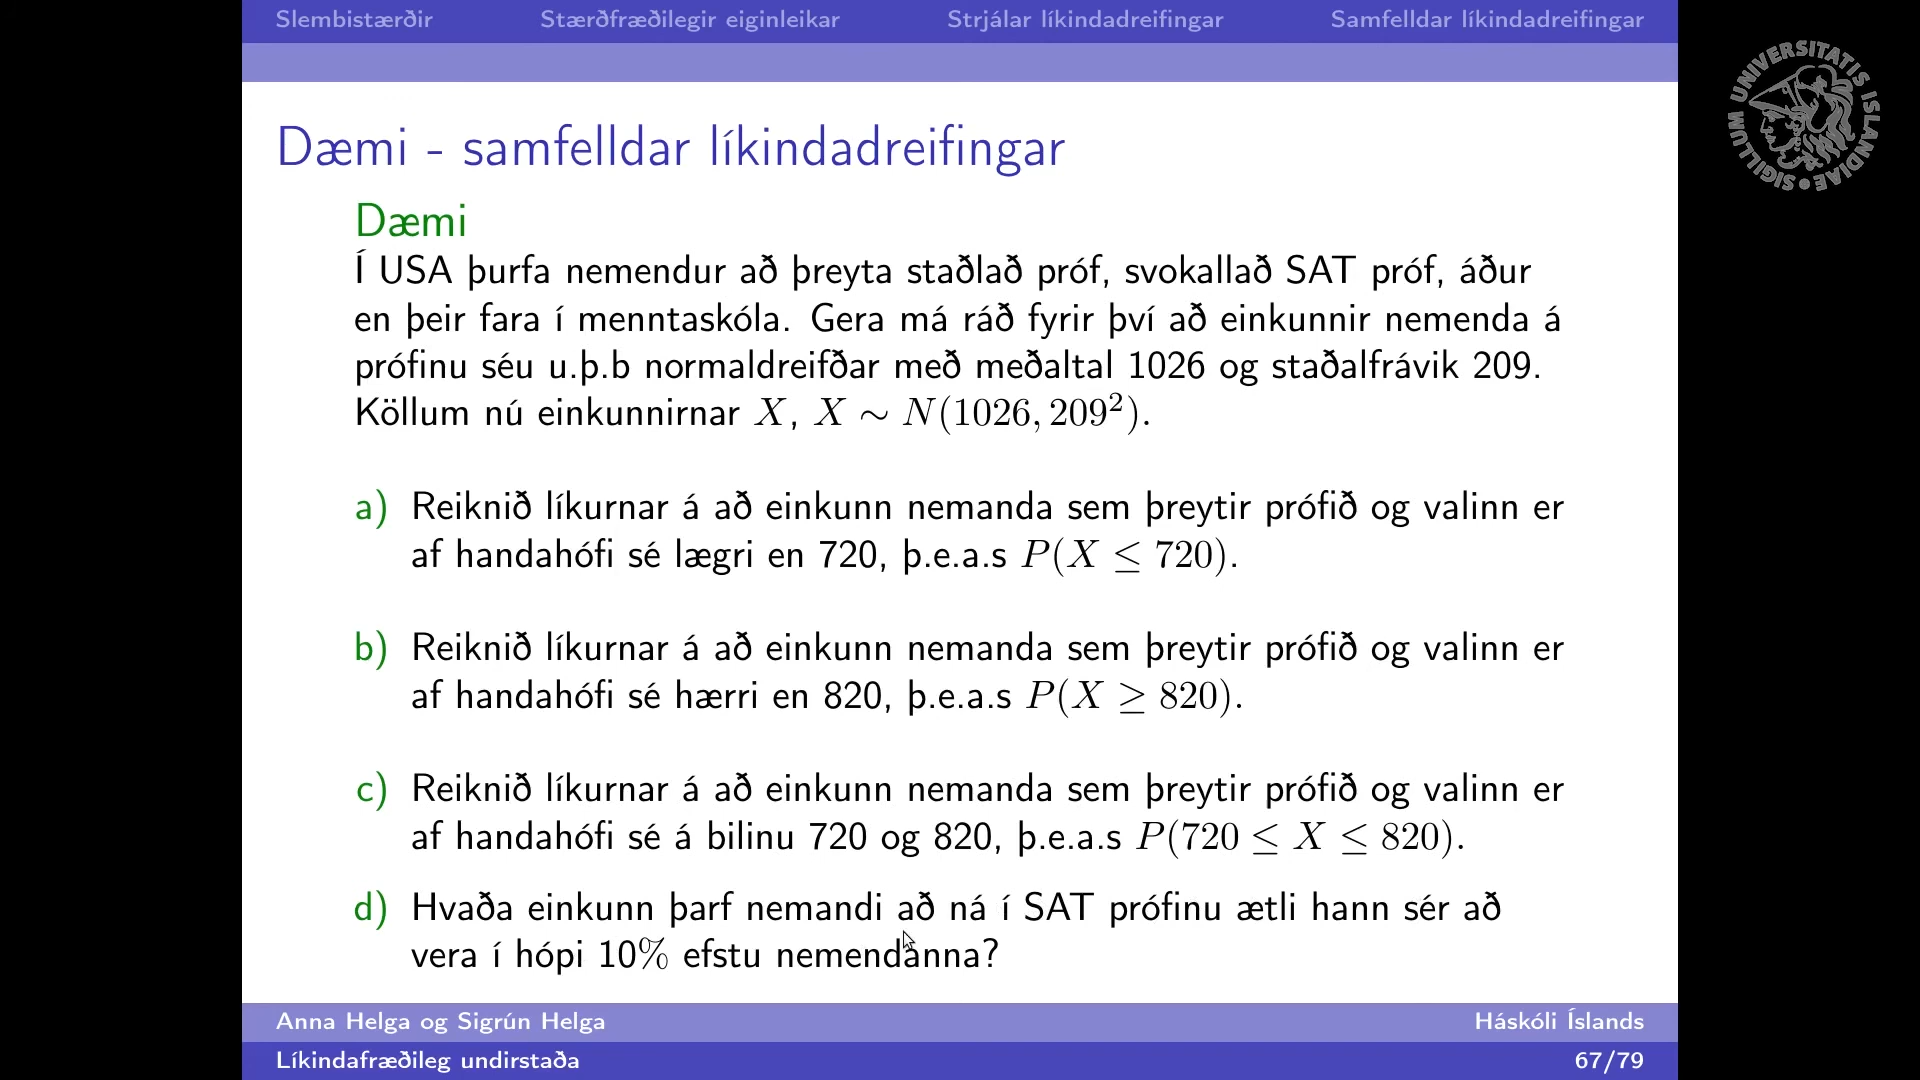 Slembistærðir Stærðfræðilegir eiginleikar Strjálar líkindadreifingar Samfelldar líkindadreifingar
Dæmi - samfelldar líkindadreifingar
Dæmi
Í USA þurfa nemendur að þreyta staðlað próf, svokallað SAT próf, áður
en þeir fara í menntaskóla. Gera má ráð fyrir því að einkunnir nemenda á
prófinu séu u.þ.b normaldreifðar með meðaltal 1026 og staðalfrávik 209.
Köllum nú einkunnirnar X, X ∼ N(1026, 209²).
a) Reiknið líkurnar á að einkunn nemanda sem þreytir prófið og valinn er
af handahófi sé lægri en 720, þ.e.a.s P(X ≤ 720).
b) Reiknið líkurnar á að einkunn nemanda sem þreytir prófið og valinn er
af handahófi sé hærri en 820, þ.e.a.s P(X ≥ 820).
c) Reiknið líkurnar á að einkunn nemanda sem þreytir prófið og valinn er
af handahófi sé á bilinu 720 og 820, þ.e.a.s P(720 ≤ X ≤ 820).
d) Hvaða einkunn þarf nemandi að ná í SAT prófinu ætli hann sér að
vera í hópi 10% efstu nemendanna?
Anna Helga og Sigrún Helga Háskóli Íslands
Líkindafræðileg undirstaða 67/79
SIGILLUM UNIVERSITATIS ISLANDIAE